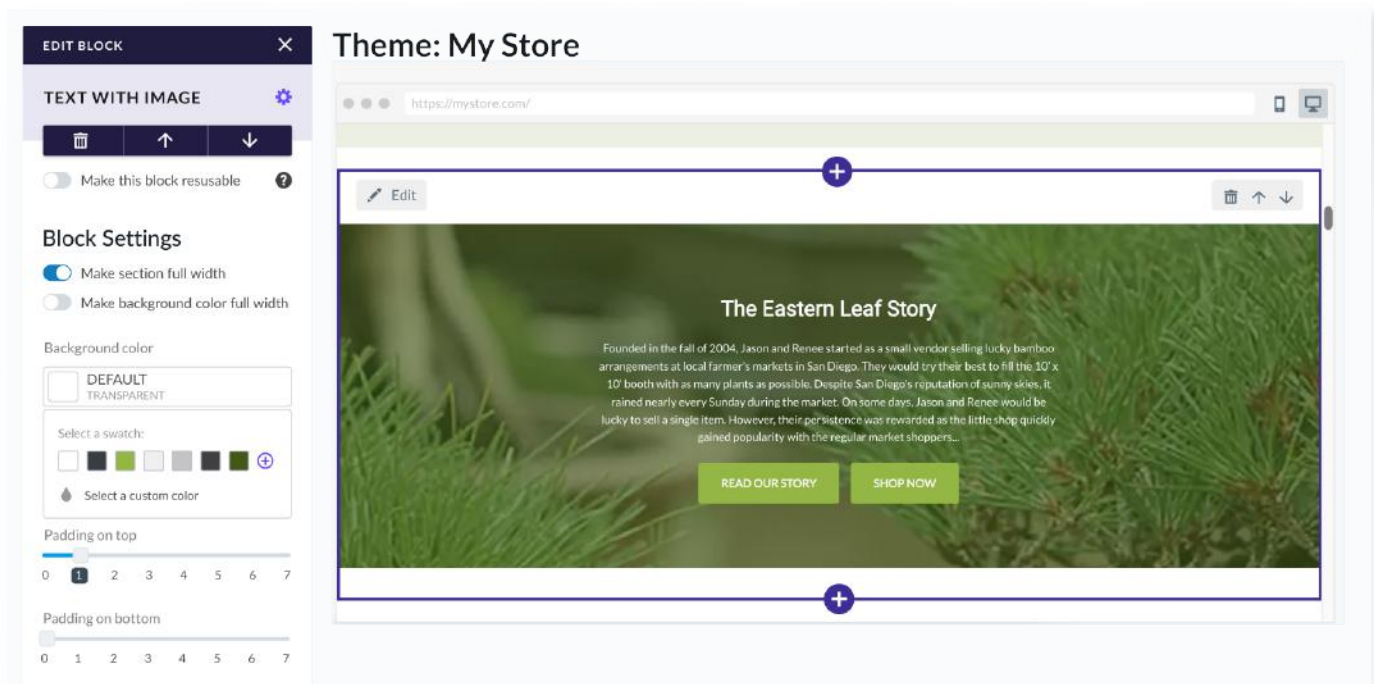 EDIT BLOCK
TEXT WITH IMAGE
Make this block resusable
Block Settings
Make section full width
Make background color full width
Background color
DEFAULT
TRANSPARENT
Select a swatch:
Select a custom color
Padding on top
0 1 2 3 4 5 6 7
Padding on bottom
0 1 2 3 4 5 6 7
Theme: My Store
https://mystore.com/
Edit
The Eastern Leaf Story
Founded in the fall of 2004, Jason and Renee started as a small vendor selling lucky bamboo
arrangements at local farmer's markets in San Diego. They would try their best to fill the 10' x
10' booth with as many plants as possible. Despite San Diego's reputation of sunny skies, it
rained nearly every Sunday during the market. On some days, Jason and Renee would be
lucky to sell a single item. However, their persistence was rewarded as the little shop quickly
gained popularity with the regular market shoppers...
READ OUR STORY
SHOP NOW